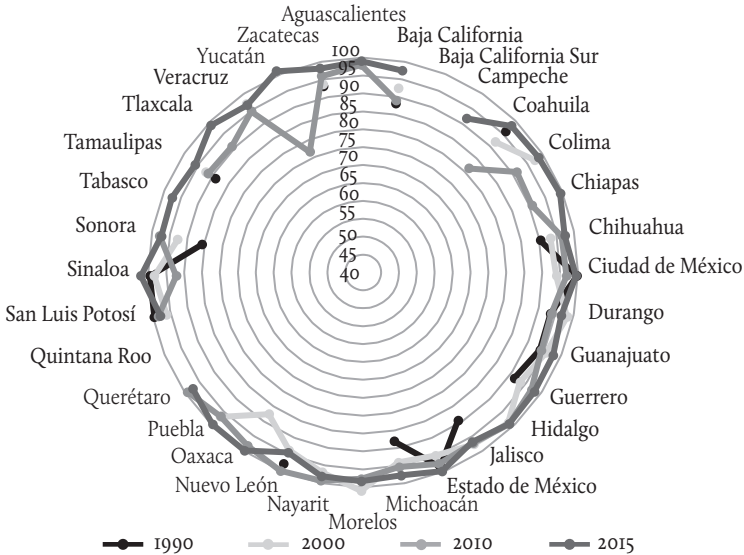 Aguascalientes
Baja California
Baja California Sur
Campeche
Coahuila
Colima
Chiapas
Chihuahua
Ciudad de México
Durango
Guanajuato
Guerrero
Hidalgo
Jalisco
Estado de México
Michoacán
Morelos
Nayarit
Nuevo León
Oaxaca
Puebla
Querétaro
Quintana Roo
San Luis Potosí
Sinaloa
Sonora
Tabasco
Tamaulipas
Tlaxcala
Veracruz
Yucatán
Zacatecas
100
95
90
85
80
75
70
65
60
55
50
45
40
1990 2000 2010 2015